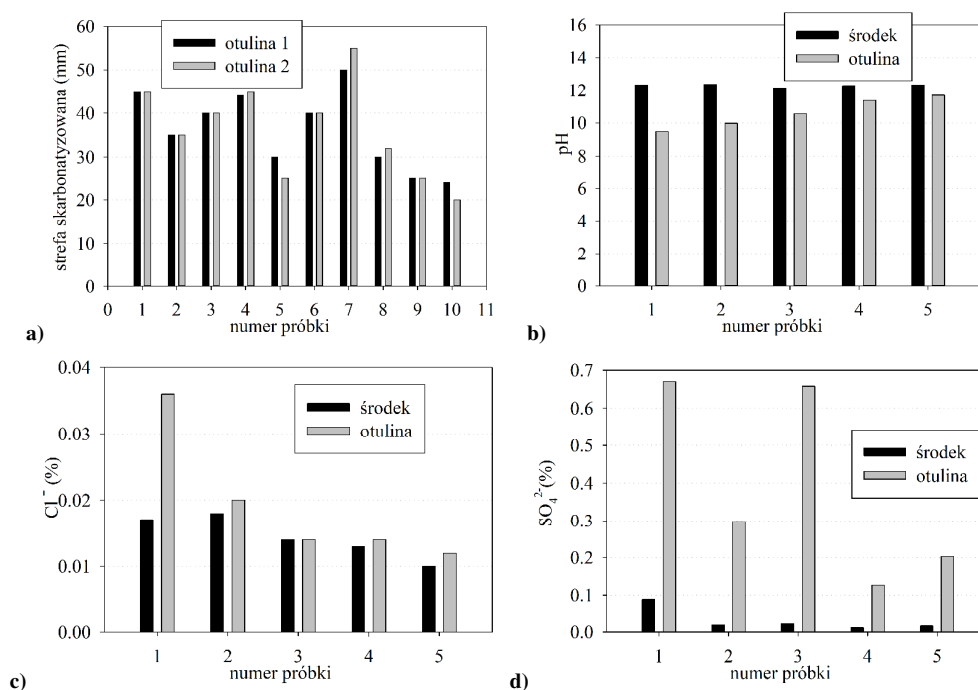 60
50
40
30
20
10
0
strefa skarbonatyzowana (mm)
otulina 1
otulina 2
0 1 2 3 4 5 6 7 8 9 10 11
numer próbki
a)
16
14
12
10
8
6
4
2
0
pH
środek
otulina
1 2 3 4 5
numer próbki
b)
0.04
0.03
0.02
0.01
0.00
Cl⁻ (%)
środek
otulina
1 2 3 4 5
numer próbki
c)
0.7
0.6
0.5
0.4
0.3
0.2
0.1
0.0
SO₄²⁻(%)
środek
otulina
1 2 3 4 5
numer próbki
d)